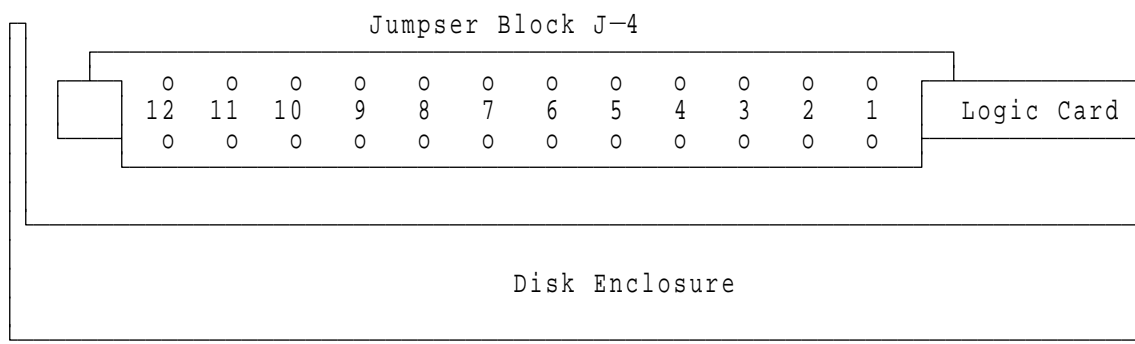 Jumpser Block J—4
o o o o o o o o o o o o
12 11 10 9 8 7 6 5 4 3 2 1 Logic Card
o o o o o o o o o o o o
Disk Enclosure